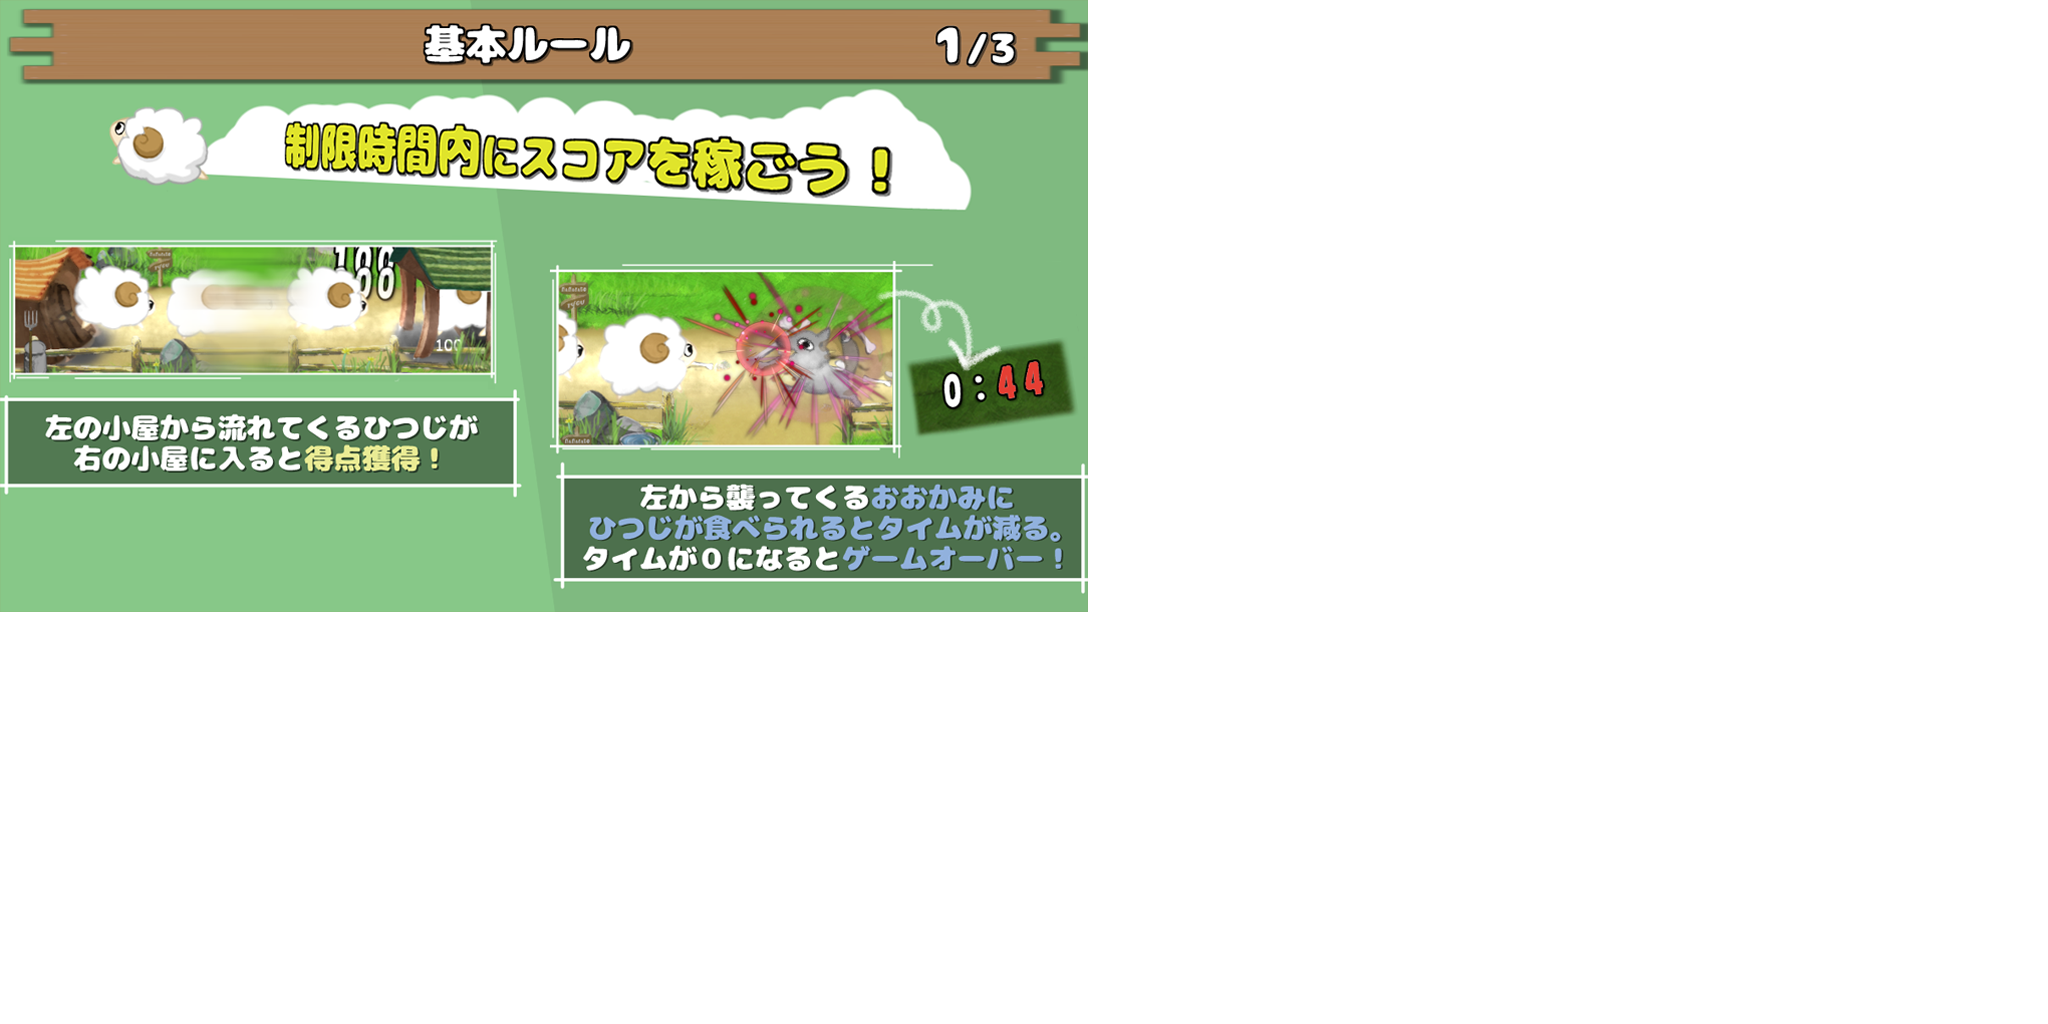 基本ルール
1/3
制限時間内にスコアを稼ごう！
100
100
左の小屋から流れてくるひつじが
右の小屋に入ると得点獲得！
0:44
左から襲ってくるおおかみに
ひつじが食べられるとタイムが減る。
タイムが０になるとゲームオーバー！